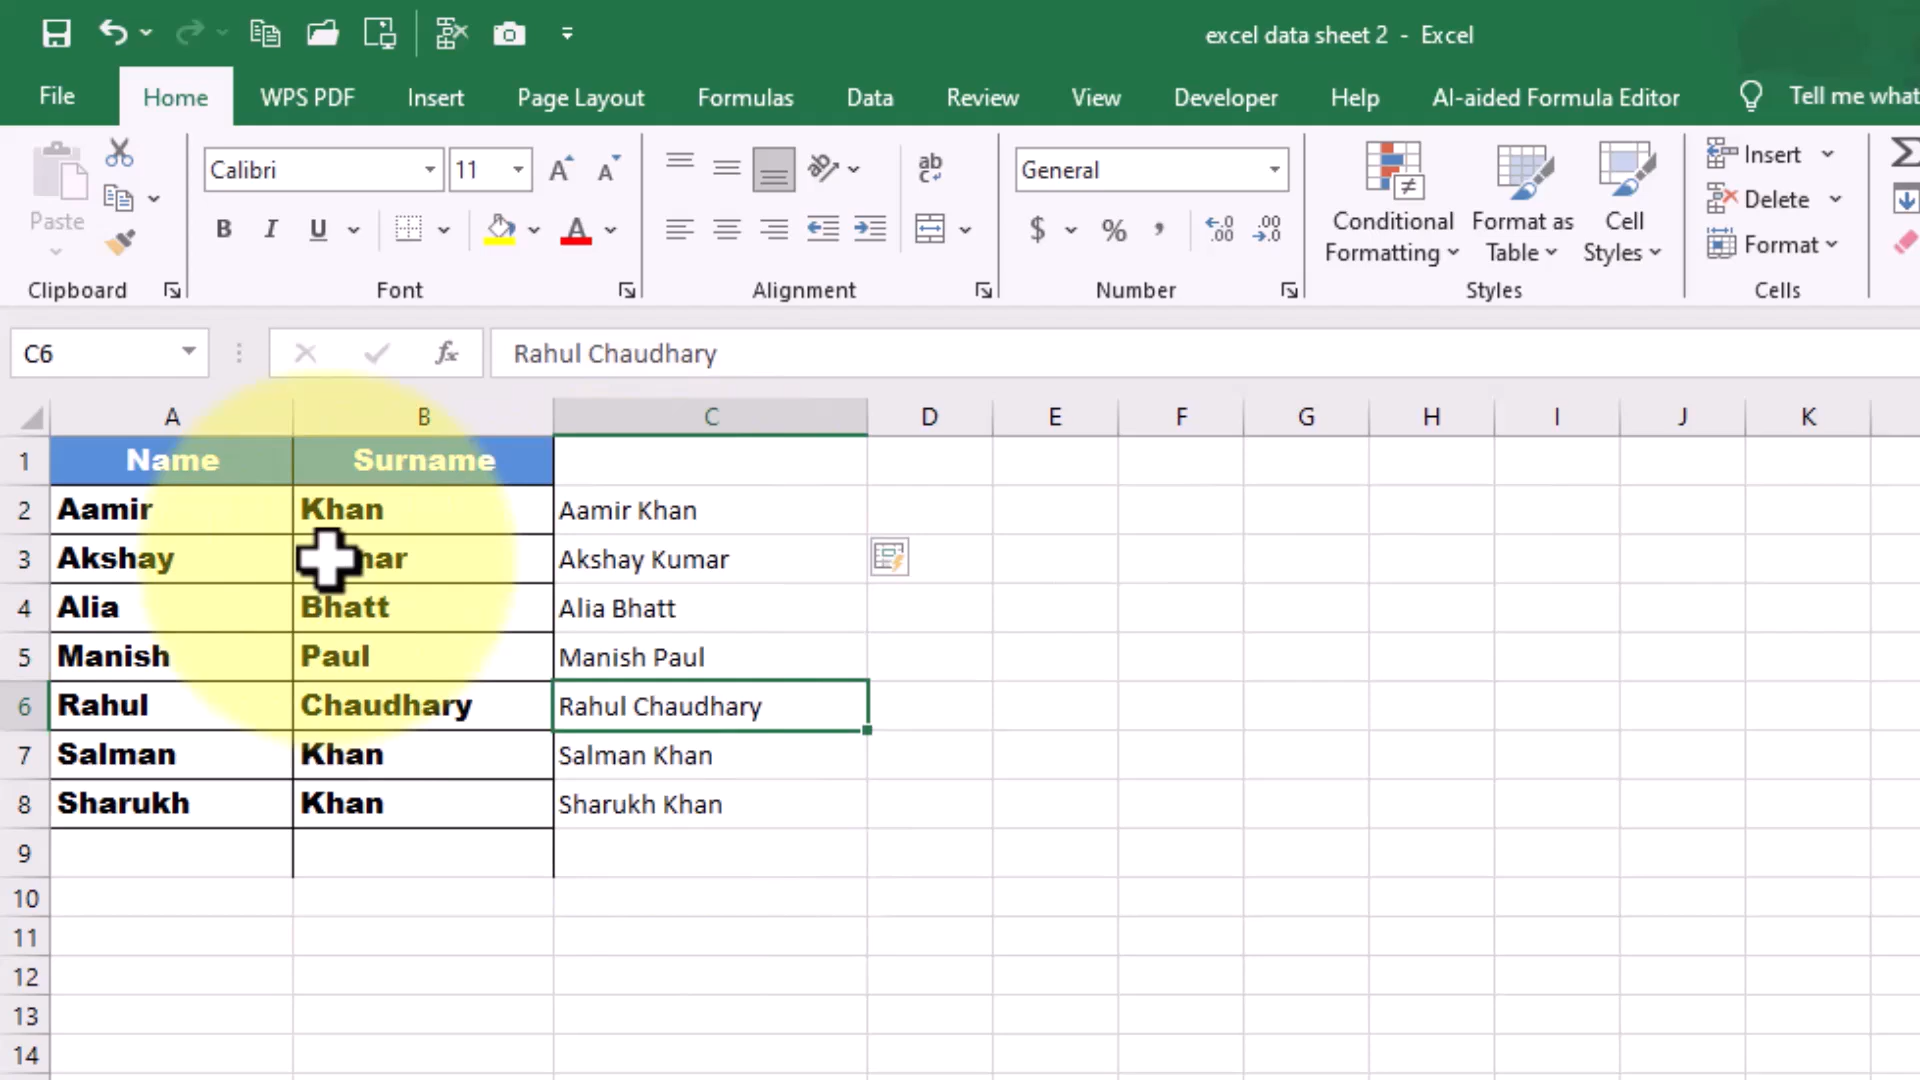 excel data sheet 2 - Excel
File Home WPS PDF Insert Page Layout Formulas Data Review View Developer Help AI-aided Formula Editor Tell me what
Paste
Clipboard
Calibri 11
B I U A
Font
ab
Alignment
General
$ % ,
Number
Conditional Formatting
Format as Table
Cell Styles
Styles
Insert
Delete
Format
Cells
C6 fx Rahul Chaudhary
A B C D E F G H I J K
1 Name Surname
2 Aamir Khan Aamir Khan
3 Akshay Akshay Kumar
4 Alia Bhatt Alia Bhatt
5 Manish Paul Manish Paul
6 Rahul Chaudhary Rahul Chaudhary
7 Salman Khan Salman Khan
8 Sharukh Khan Sharukh Khan
9
10
11
12
13
14